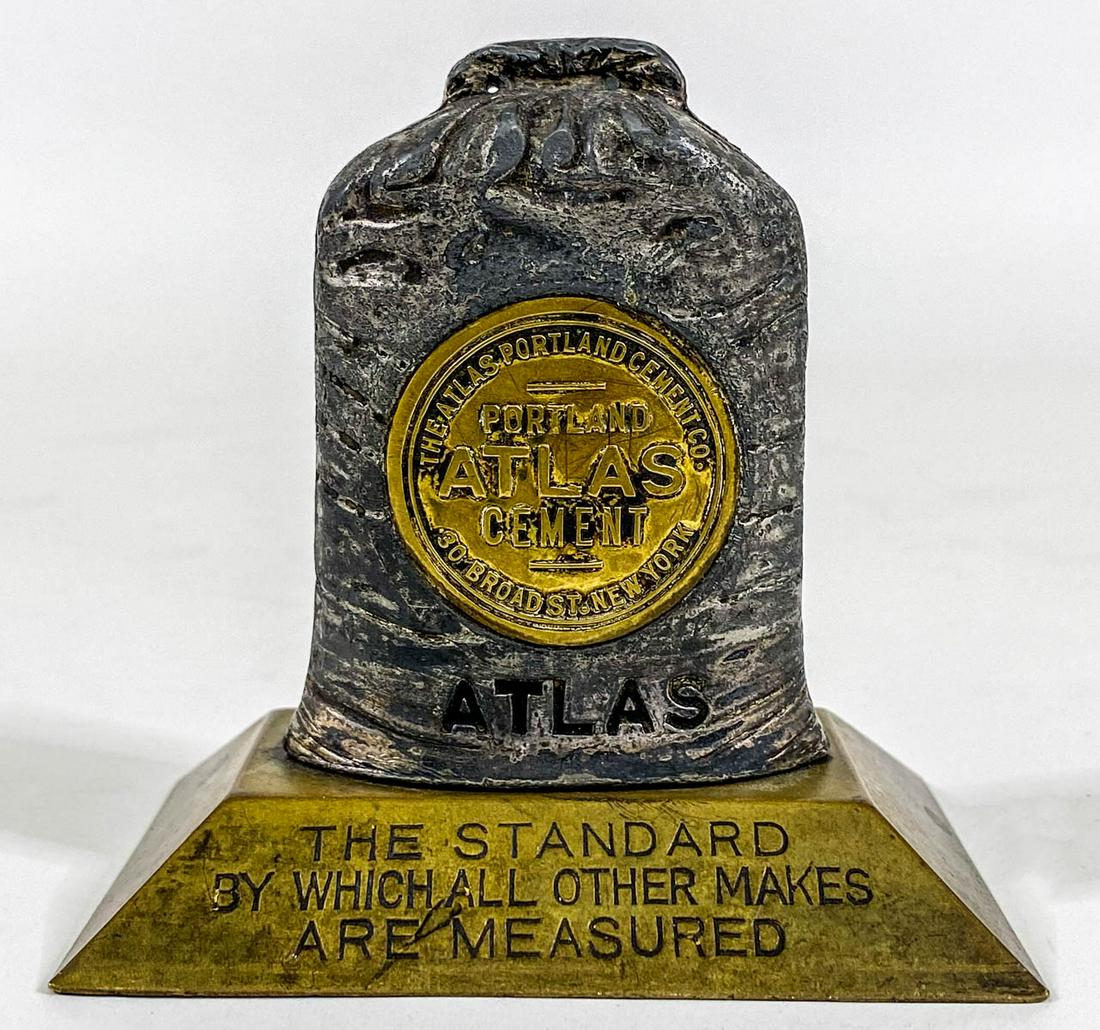 THE·ATLAS·PORTLAND CEMENT CO.
PORTLAND
ATLAS
CEMENT
30 BROAD ST. NEW YORK
ATLAS
THE STANDARD
BY WHICH ALL OTHER MAKES
ARE MEASURED